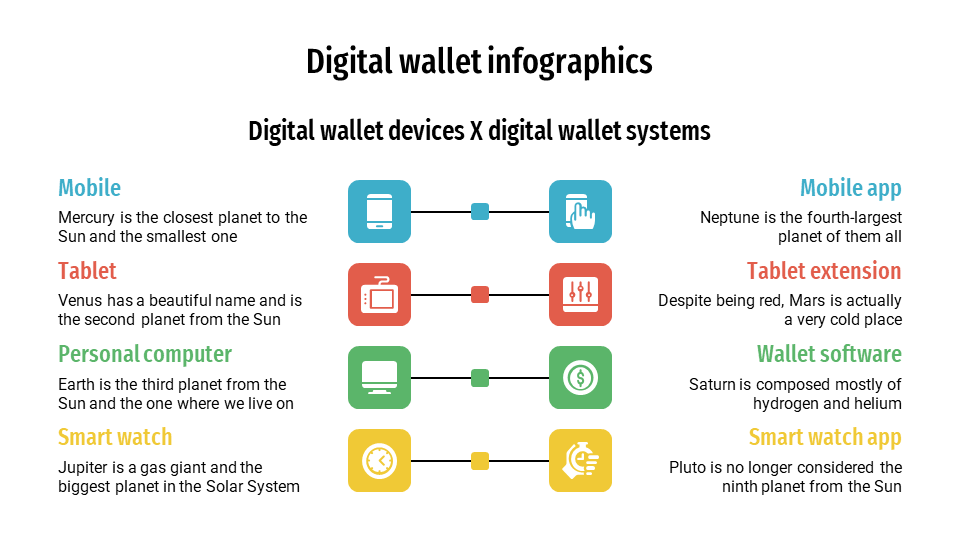 Digital wallet infographics
Digital wallet devices X digital wallet systems
Mobile
Mercury is the closest planet to the
Sun and the smallest one
Mobile app
Neptune is the fourth-largest
planet of them all
Tablet
Venus has a beautiful name and is
the second planet from the Sun
Tablet extension
Despite being red, Mars is actually
a very cold place
Personal computer
Earth is the third planet from the
Sun and the one where we live on
Wallet software
Saturn is composed mostly of
hydrogen and helium
Smart watch
Jupiter is a gas giant and the
biggest planet in the Solar System
Smart watch app
Pluto is no longer considered the
ninth planet from the Sun
$